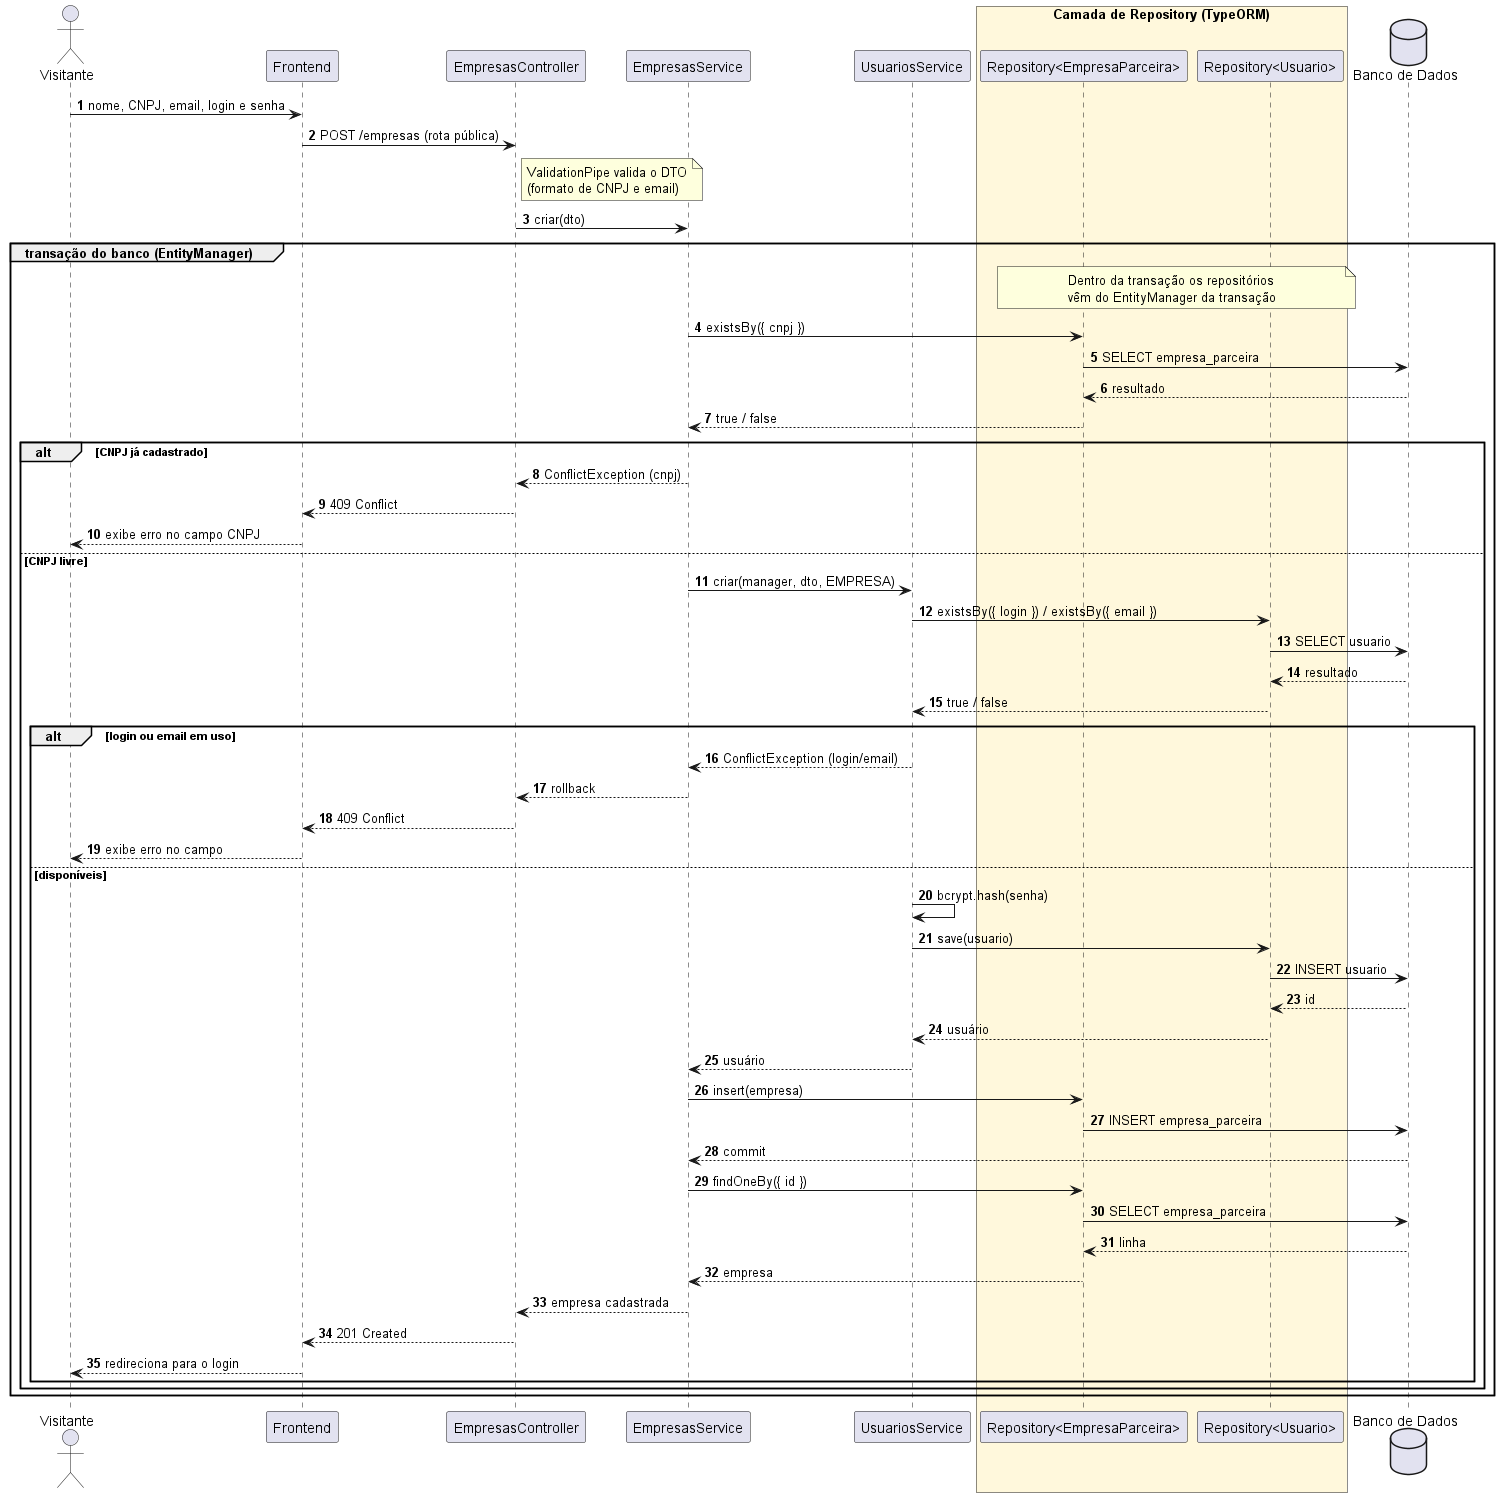 Camada de Repository (TypeORM)
Visitante
Frontend
EmpresasController
EmpresasService
UsuariosService
Repository<EmpresaParceira>
Repository<Usuario>
Banco de Dados
1 nome, CNPJ, email, login e senha
2 POST /empresas (rota pública)
ValidationPipe valida o DTO
(formato de CNPJ e email)
3 criar(dto)
transação do banco (EntityManager)
Dentro da transação os repositórios
vêm do EntityManager da transação
4 existsBy({ cnpj })
5 SELECT empresa_parceira
6 resultado
7 true / false
alt [CNPJ já cadastrado]
8 ConflictException (cnpj)
9 409 Conflict
10 exibe erro no campo CNPJ
[CNPJ livre]
11 criar(manager, dto, EMPRESA)
12 existsBy({ login }) / existsBy({ email })
13 SELECT usuario
14 resultado
15 true / false
alt [login ou email em uso]
16 ConflictException (login/email)
17 rollback
18 409 Conflict
19 exibe erro no campo
[disponíveis]
20 bcrypt.hash(senha)
21 save(usuario)
22 INSERT usuario
23 id
24 usuário
25 usuário
26 insert(empresa)
27 INSERT empresa_parceira
28 commit
29 findOneBy({ id })
30 SELECT empresa_parceira
31 linha
32 empresa
33 empresa cadastrada
34 201 Created
35 redireciona para o login
Visitante
Frontend
EmpresasController
EmpresasService
UsuariosService
Repository<EmpresaParceira>
Repository<Usuario>
Banco de Dados